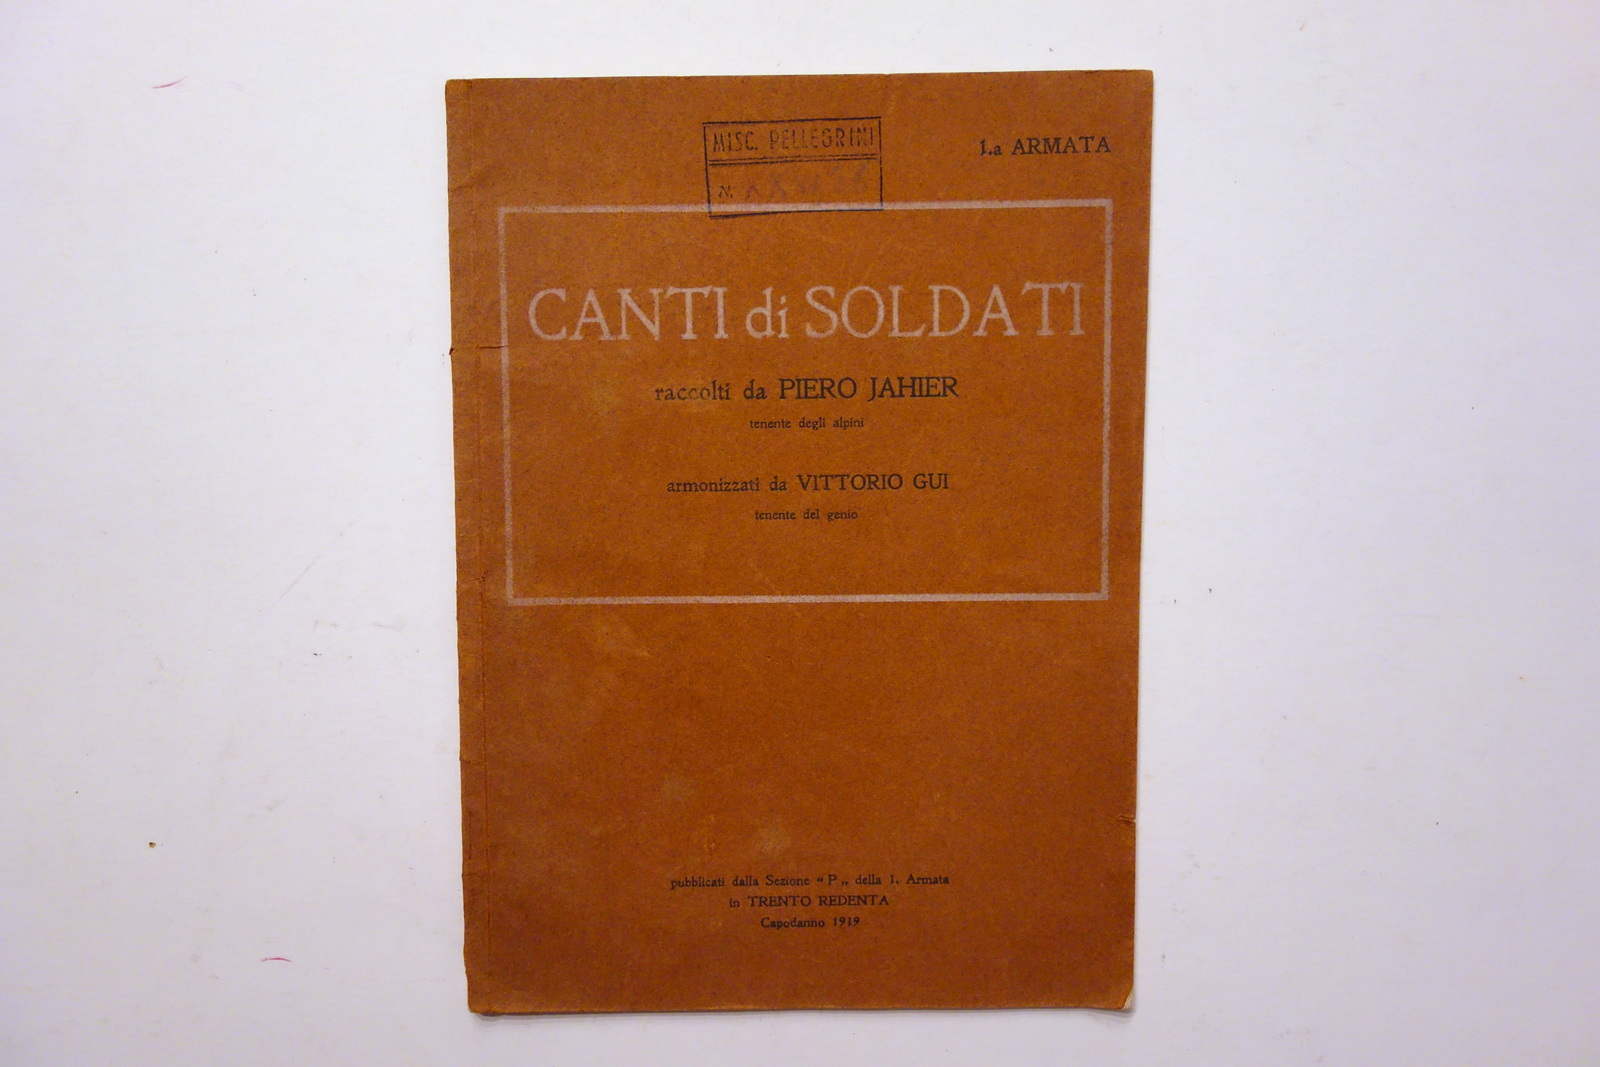 MISC. PELLEGRINI
N.
1.a ARMATA
CANTI di SOLDATI
raccolti da PIERO JAHIER
tenente degli alpini
armonizzati da VITTORIO GUI
tenente del genio
pubblicati dalla Sezione “ P „ della 1. Armata
in TRENTO REDENTA
Capodanno 1919